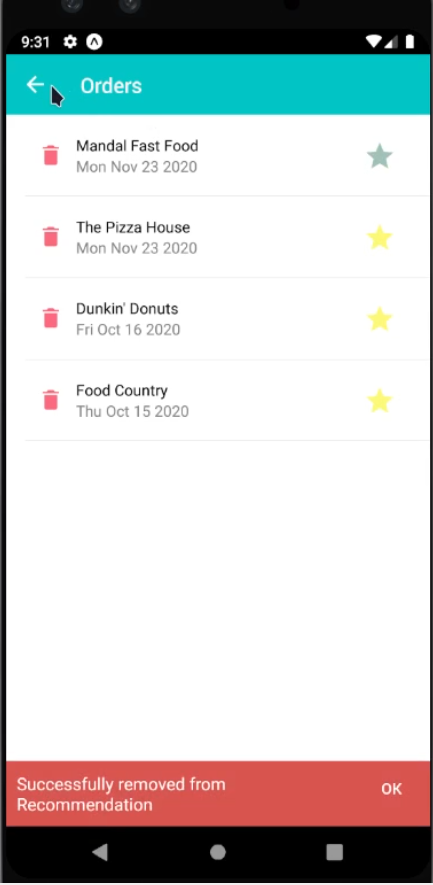 9:31
Orders
Mandal Fast Food
Mon Nov 23 2020
The Pizza House
Mon Nov 23 2020
Dunkin' Donuts
Fri Oct 16 2020
Food Country
Thu Oct 15 2020
Successfully removed from
Recommendation
OK